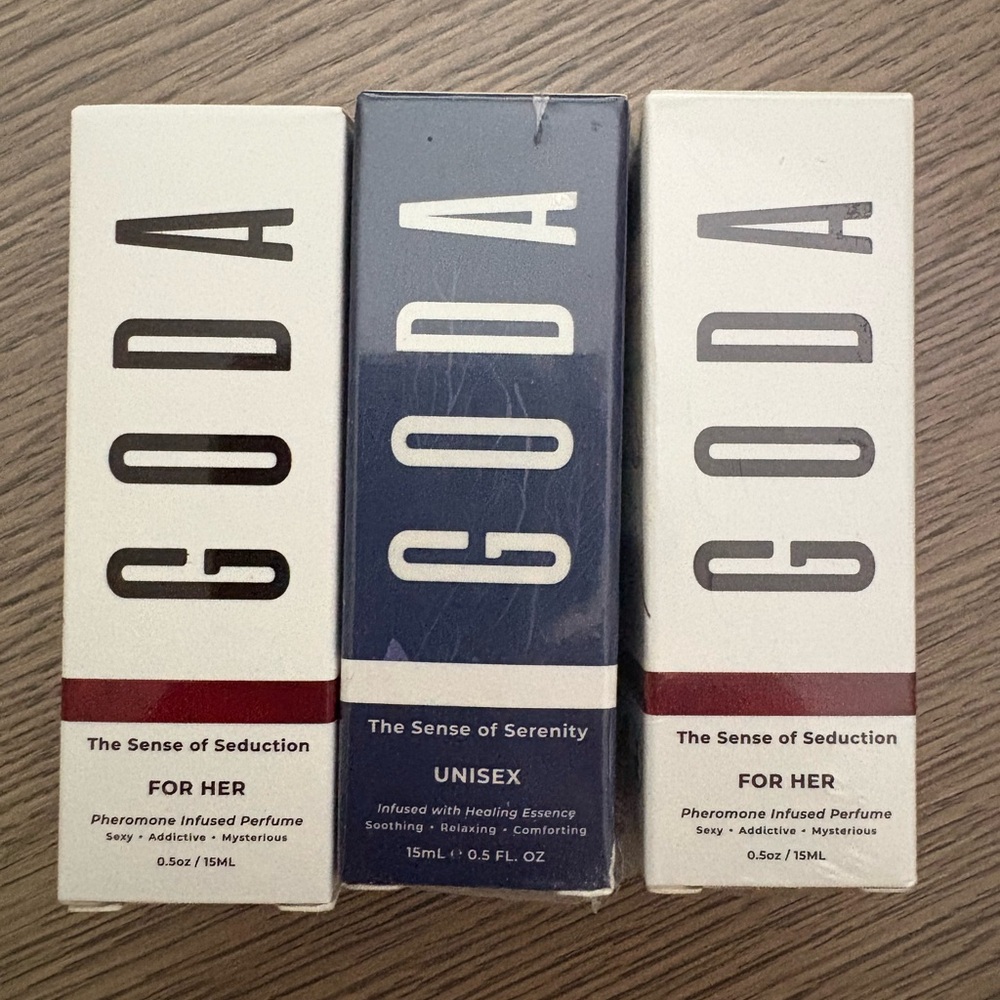 GODA
The Sense of Seduction
FOR HER
Pheromone Infused Perfume
Sexy • Addictive • Mysterious
0.5oz / 15ML
GODA
The Sense of Serenity
UNISEX
Infused with Healing Essence
Soothing • Relaxing • Comforting
15mL 0.5 FL. OZ
GODA
The Sense of Seduction
FOR HER
Pheromone Infused Perfume
Sexy • Addictive • Mysterious
0.5oz / 15ML